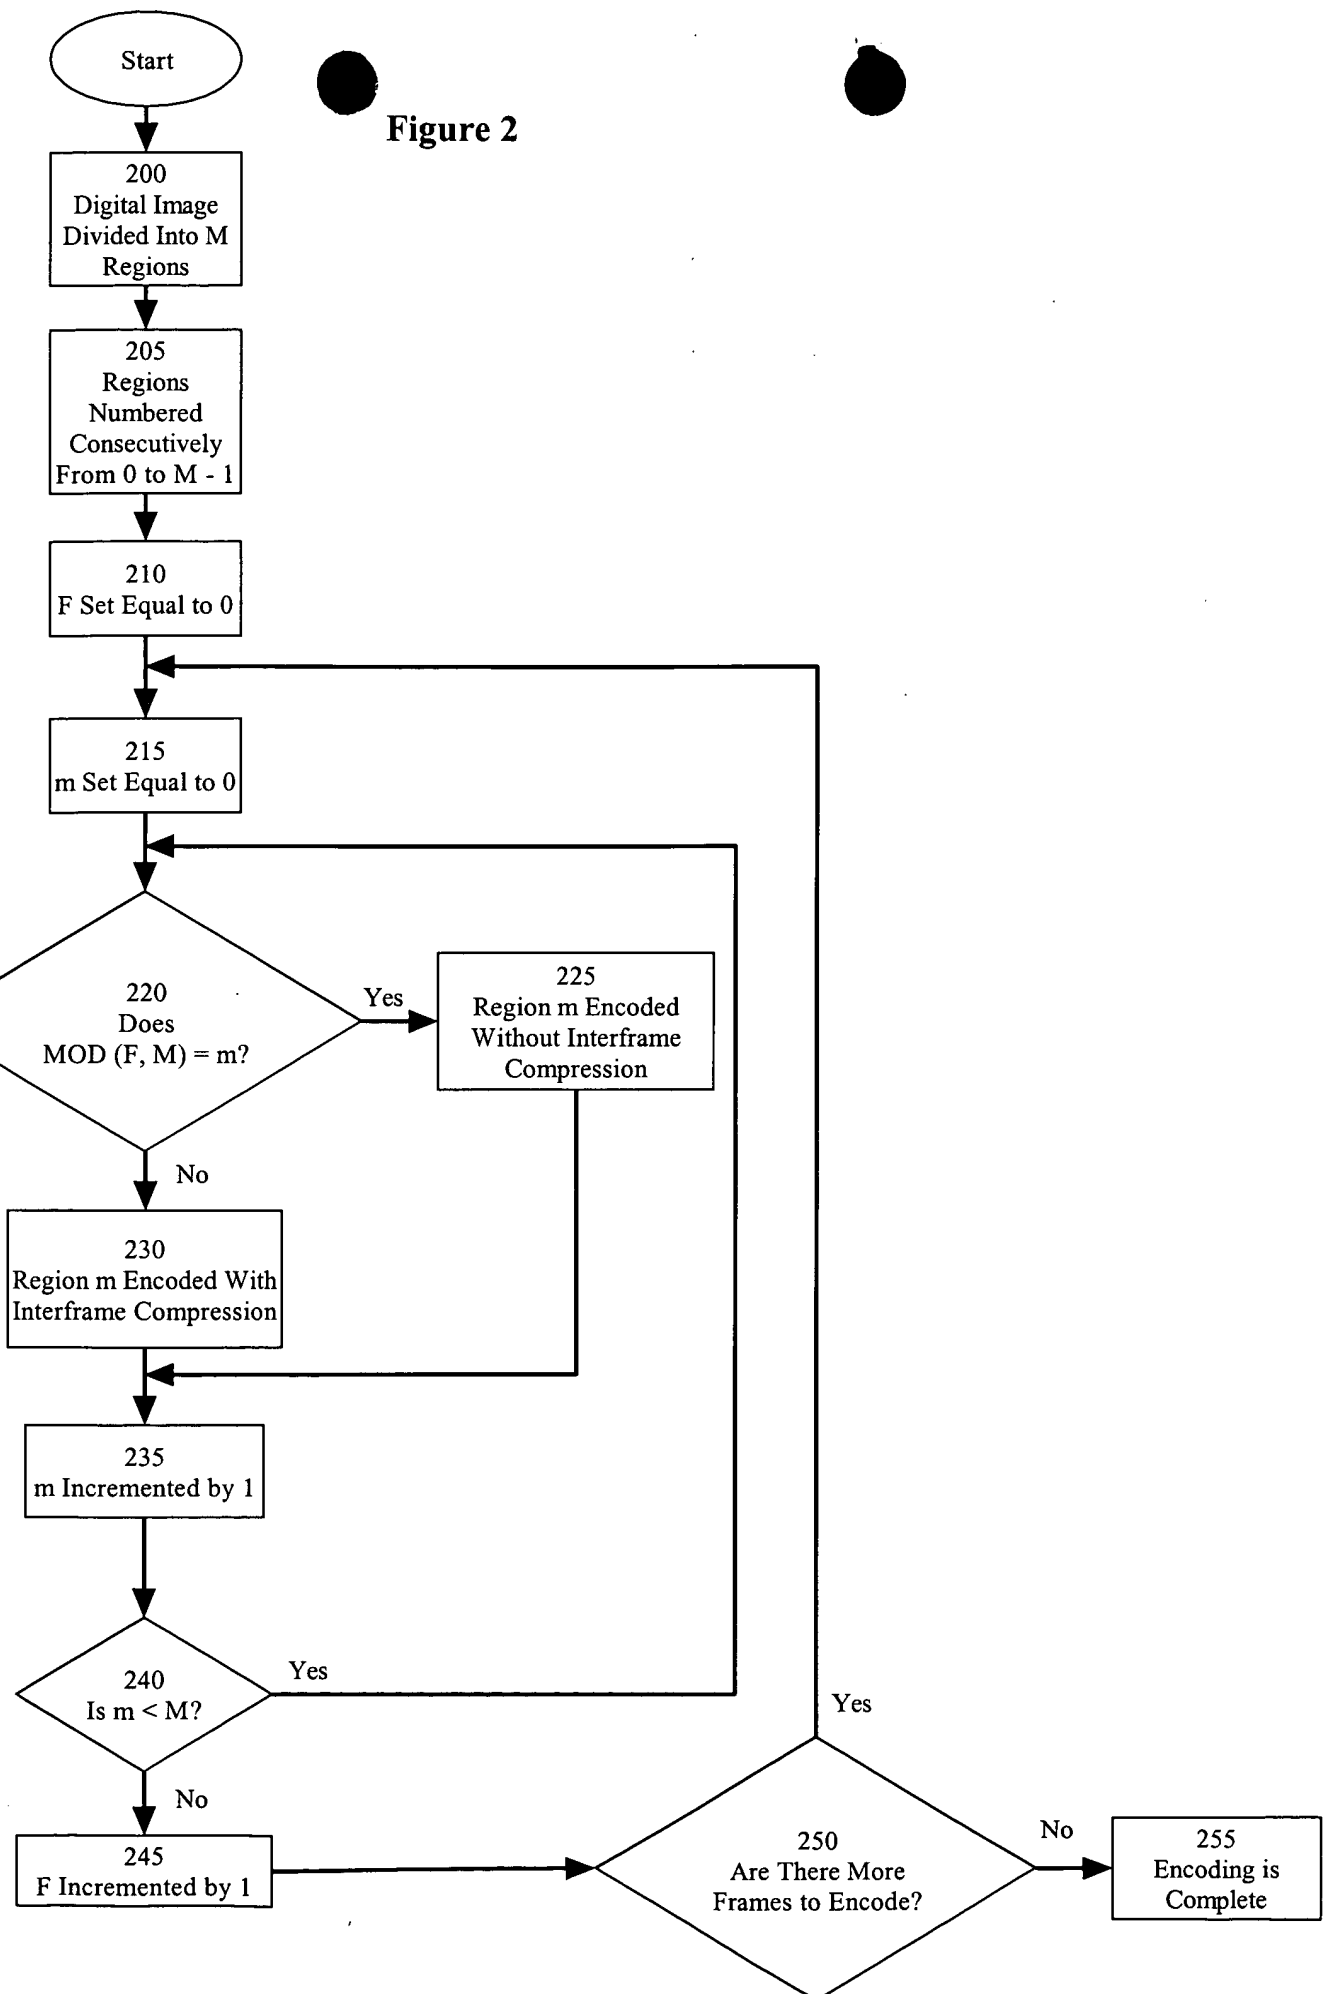 Start
Figure 2
200
Digital Image
Divided Into M
Regions
205
Regions
Numbered
Consecutively
From 0 to M - 1
210
F Set Equal to 0
215
m Set Equal to 0
220
Does
MOD (F, M) = m?
Yes
225
Region m Encoded
Without Interframe
Compression
No
230
Region m Encoded With
Interframe Compression
235
m Incremented by 1
240
Is m < M?
Yes
No
245
F Incremented by 1
Yes
250
Are There More
Frames to Encode?
No
255
Encoding is
Complete